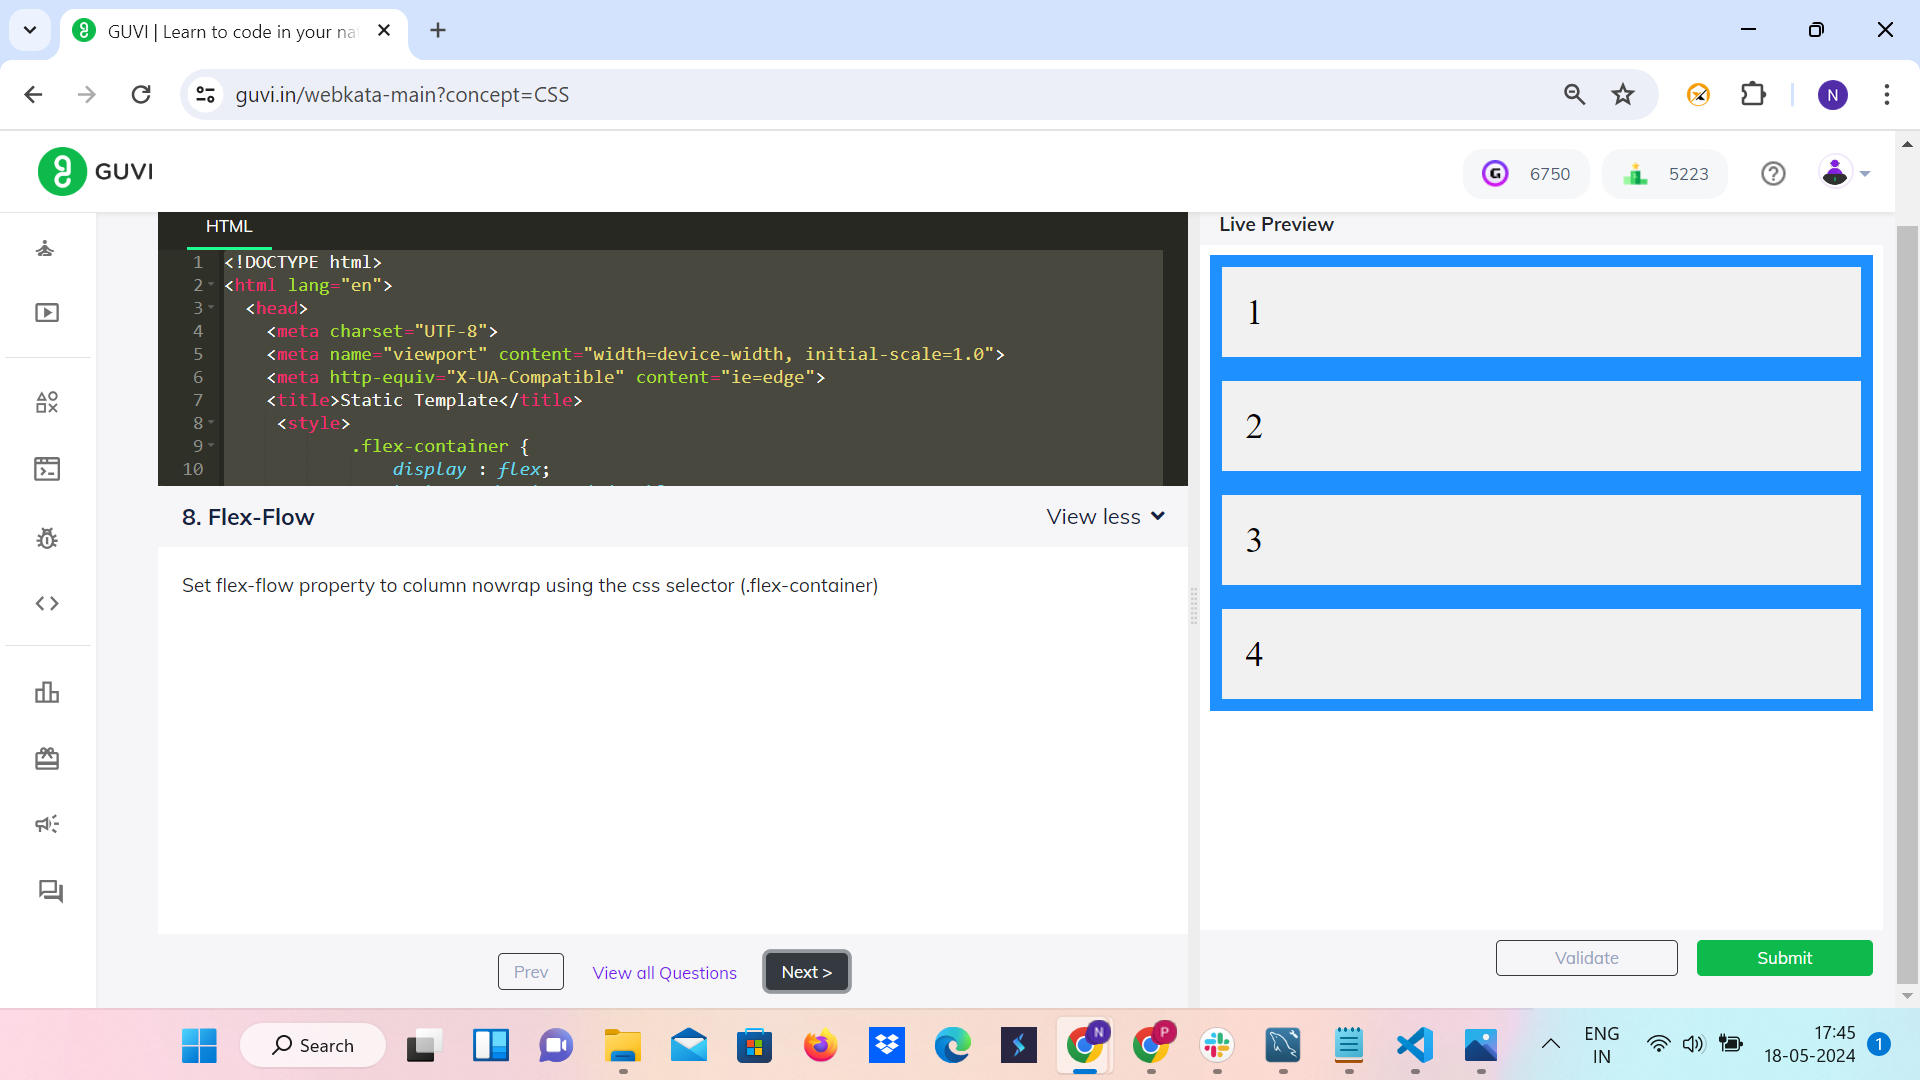 GUVI | Learn to code in your na
guvi.in/webkata-main?concept=CSS
N
GUVI
6750
5223
HTML
1 <!DOCTYPE html>
2 <html lang="en">
3 <head>
4 <meta charset="UTF-8">
5 <meta name="viewport" content="width=device-width, initial-scale=1.0">
6 <meta http-equiv="X-UA-Compatible" content="ie=edge">
7 <title>Static Template</title>
8 <style>
9 .flex-container {
10 display : flex;
8. Flex-Flow
View less
Set flex-flow property to column nowrap using the css selector (.flex-container)
Prev
View all Questions
Next >
Live Preview
1
2
3
4
Validate
Submit
Search
N
P
ENG
IN
17:45
18-05-2024
1